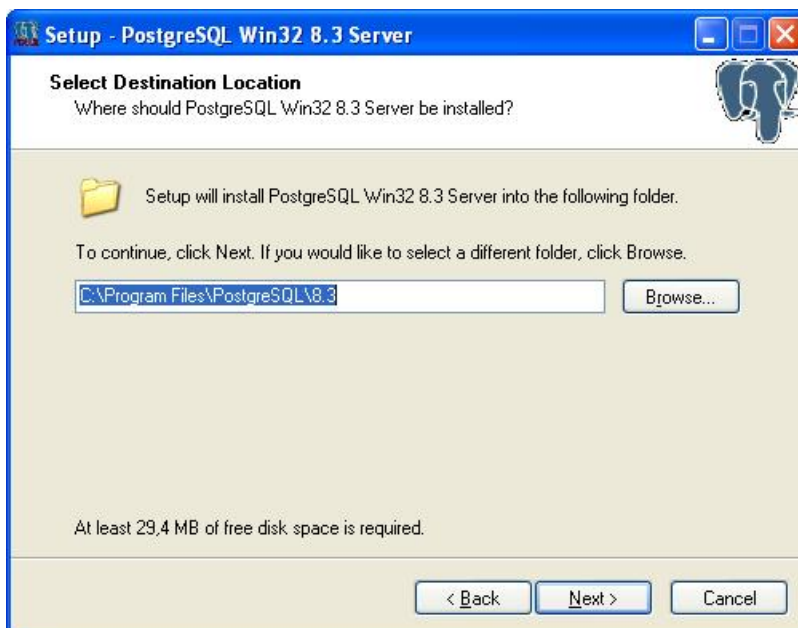 Setup - PostgreSQL Win32 8.3 Server
Select Destination Location
Where should PostgreSQL Win32 8.3 Server be installed?
Setup will install PostgreSQL Win32 8.3 Server into the following folder.
To continue, click Next. If you would like to select a different folder, click Browse.
C:\Program Files\PostgreSQL\8.3
Browse...
At least 29,4 MB of free disk space is required.
< Back
Next >
Cancel